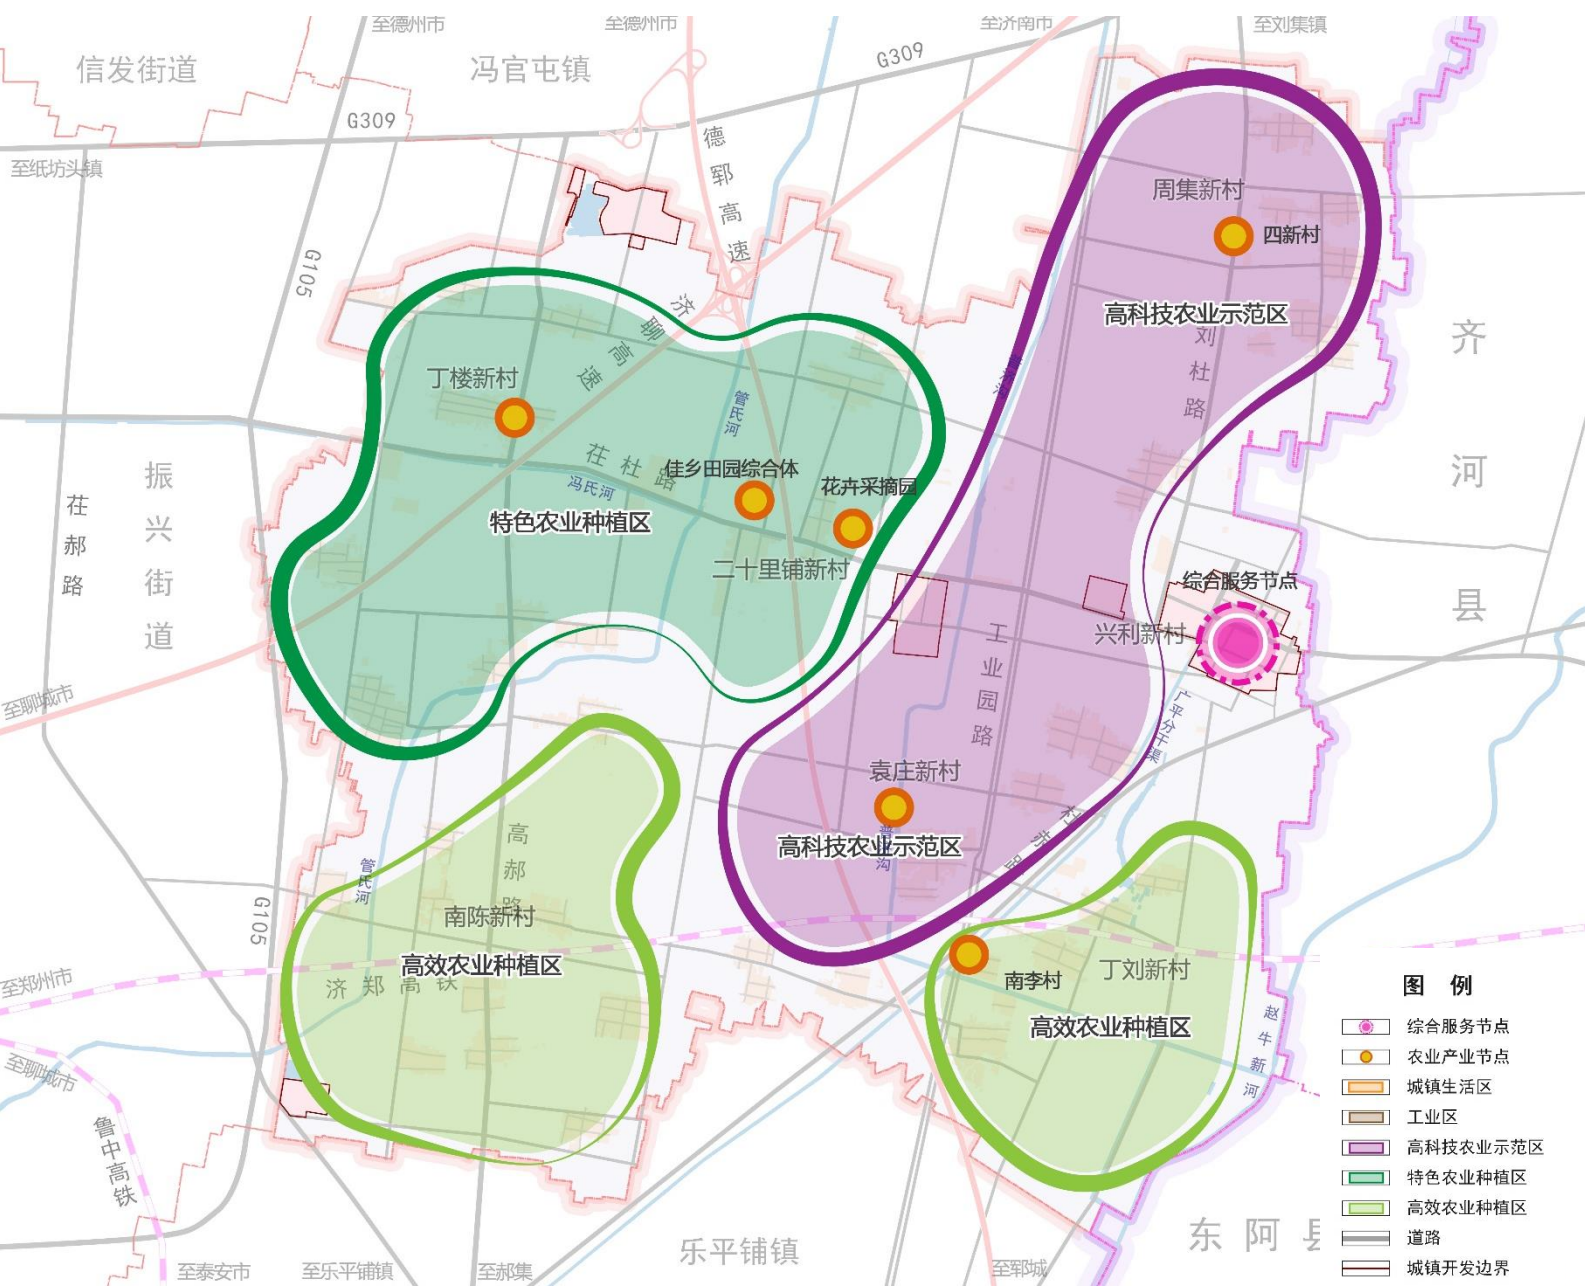 至德州市
至德州市
至济南市
至刘集镇
信发街道
冯官屯镇
G309
G309
至纸坊头镇
德郓高速
周集新村
四新村
G105
济聊高速
高科技农业示范区
刘杜路
齐河县
丁楼新村
管氏河
茌杜路
佳乡田园综合体
冯氏河
花卉采摘园
特色农业种植区
二十里铺新村
振兴街道
茌郝路
综合服务节点
兴利新村
工业园路
至聊城市
广平分干渠
袁庄新村
高科技农业示范区
高郝路
管氏河
南陈新村
高效农业种植区
G105
济郑高铁
至郑州市
至聊城市
鲁中高铁
南李村
丁刘新村
高效农业种植区
赵牛新河
东阿县
乐平铺镇
至泰安市
至乐平铺镇
至郝集
至郓城
图例
综合服务节点
农业产业节点
城镇生活区
工业区
高科技农业示范区
特色农业种植区
高效农业种植区
道路
城镇开发边界